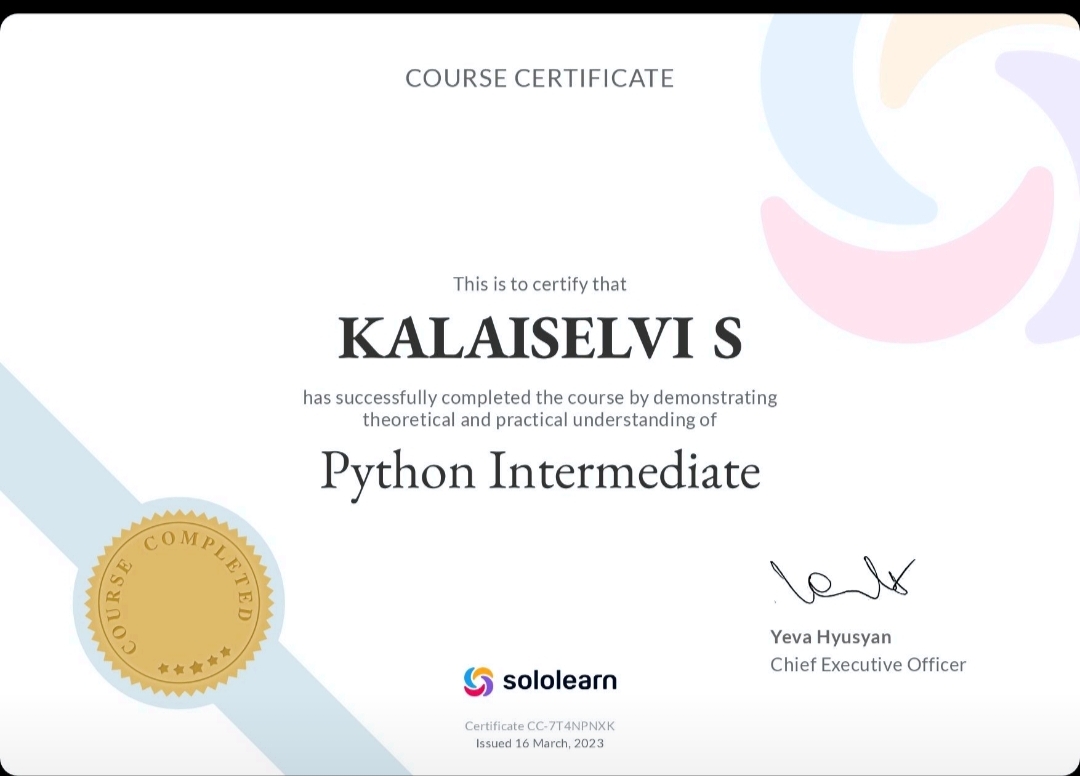 COURSE CERTIFICATE
This is to certify that
KALAISELVI S
has successfully completed the course by demonstrating
theoretical and practical understanding of
Python Intermediate
COURSE COMPLETED
Yeva Hyusyan
Chief Executive Officer
sololearn
Certificate CC-7T4NPNXK
Issued 16 March, 2023